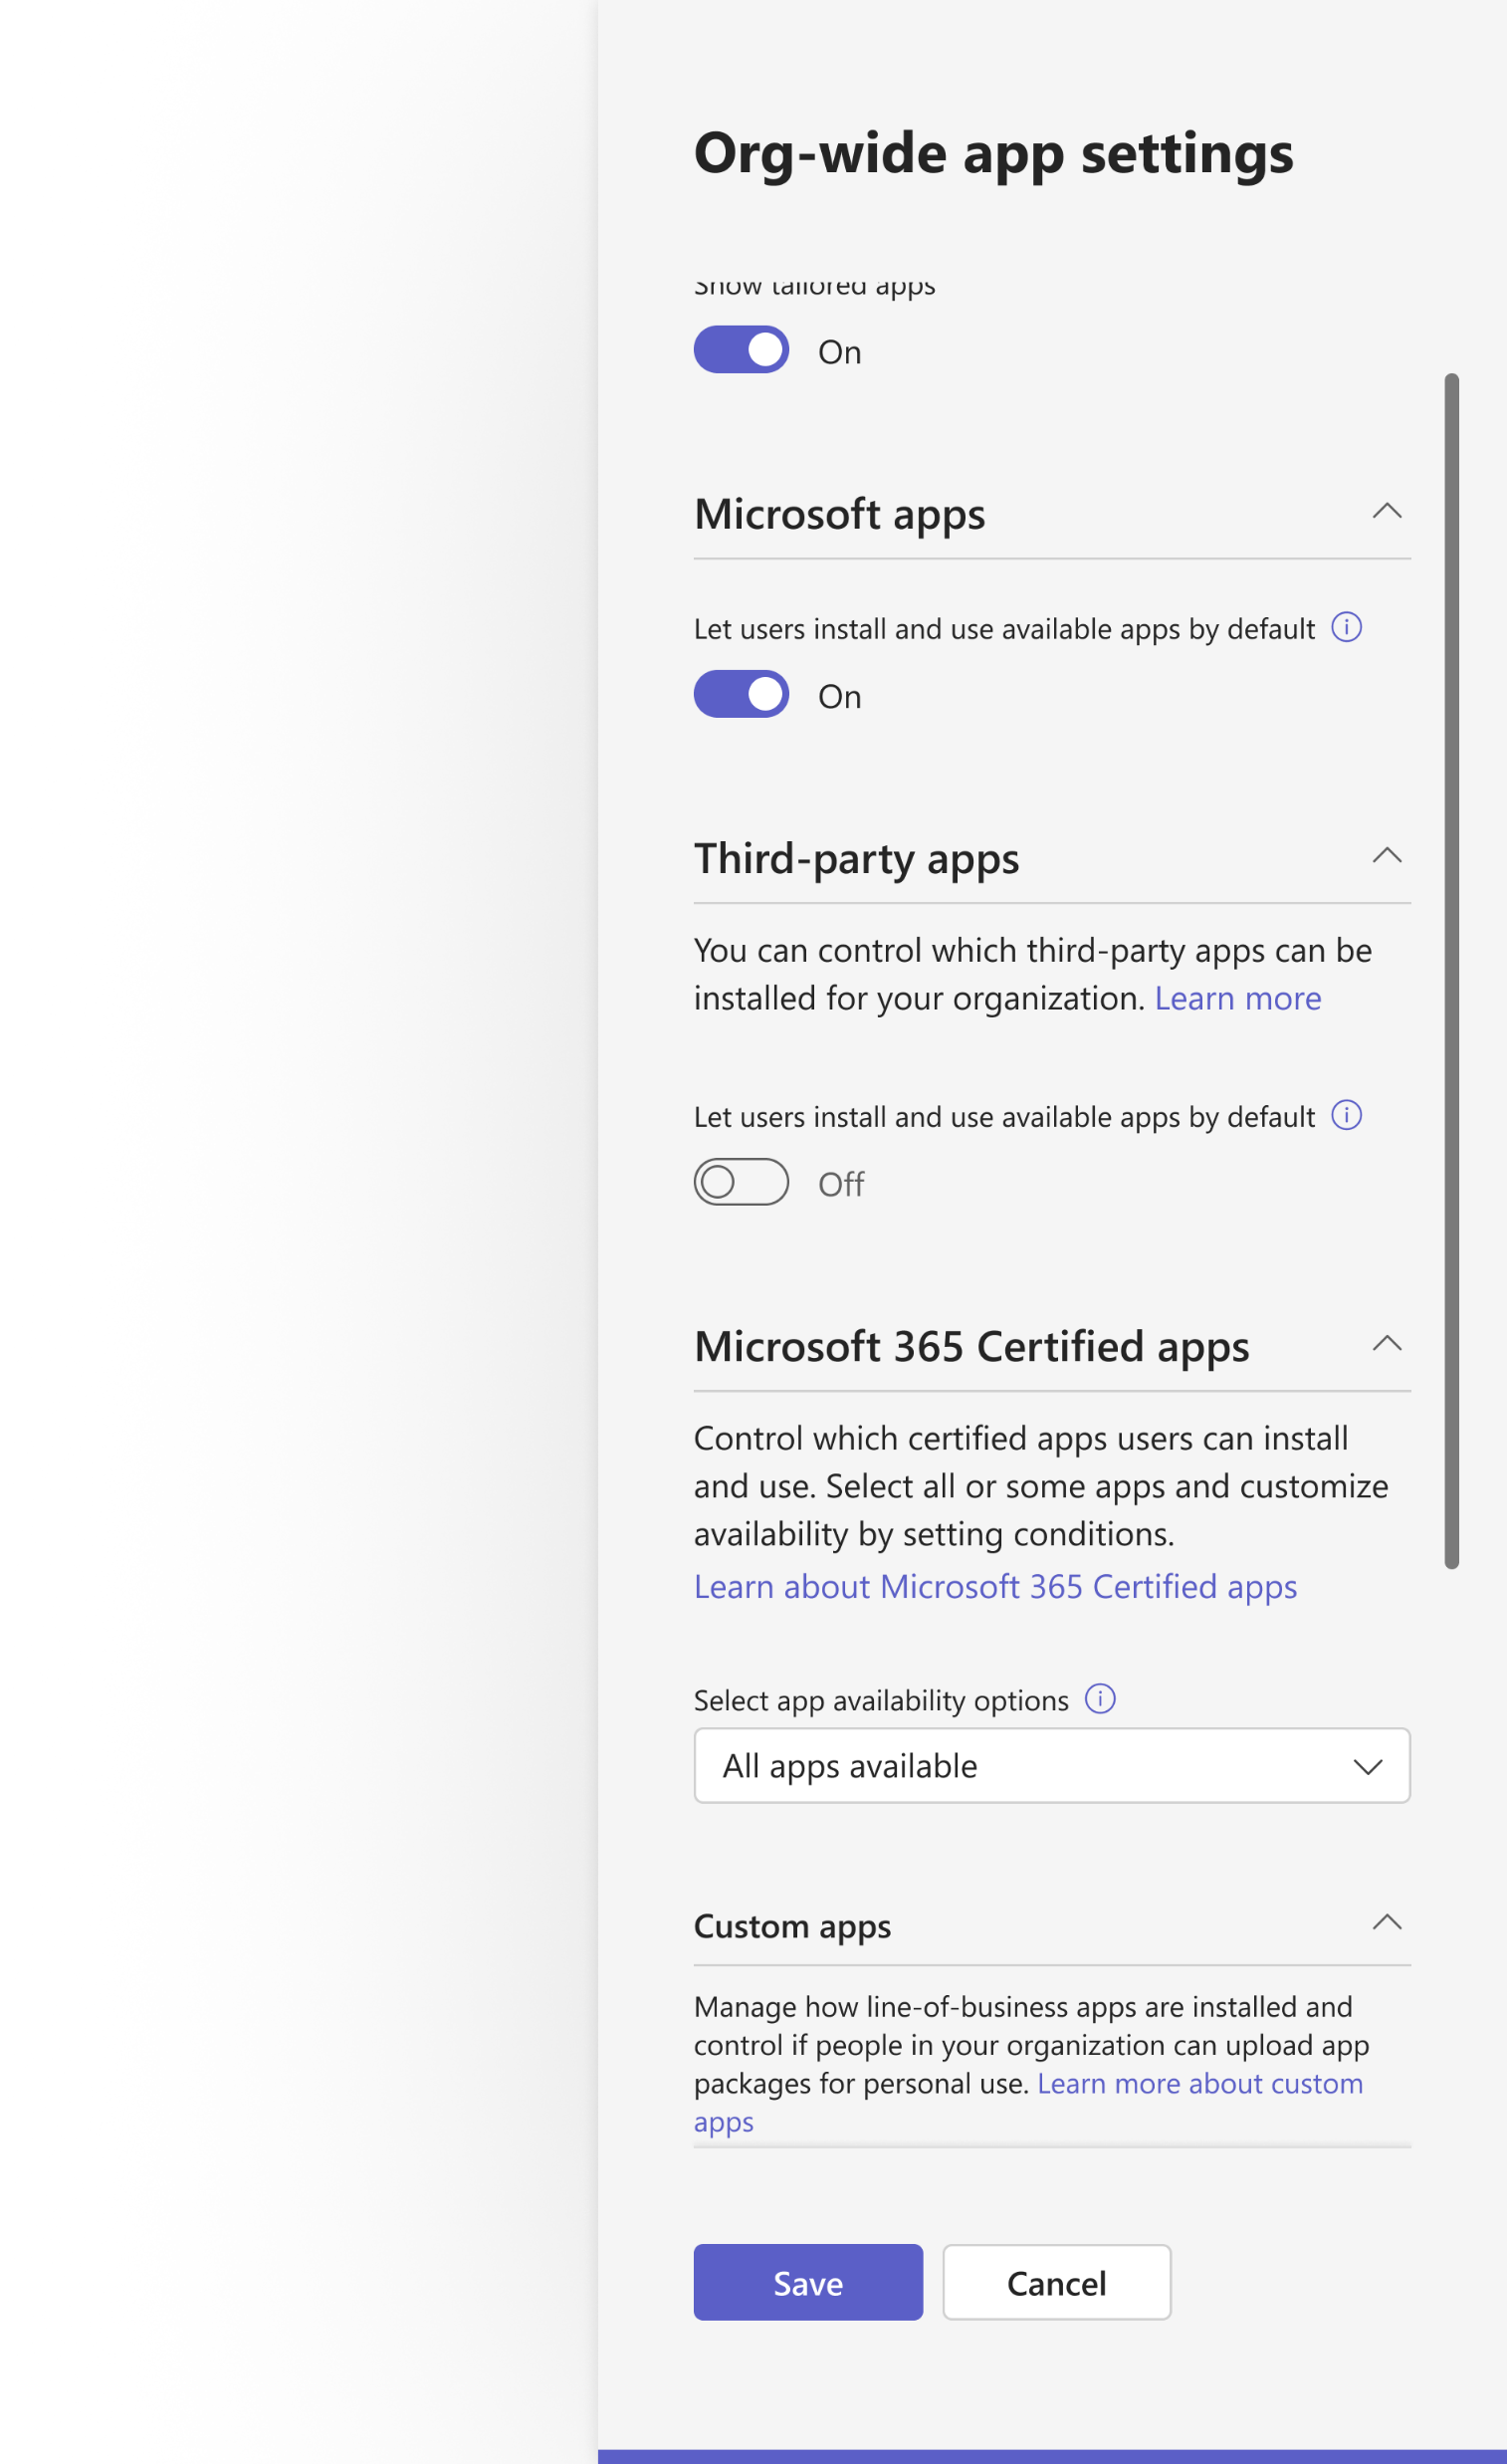 Org-wide app settings
Show tailored apps
On
Microsoft apps
Let users install and use available apps by default
On
Third-party apps
You can control which third-party apps can be
installed for your organization. Learn more
Let users install and use available apps by default
Off
Microsoft 365 Certified apps
Control which certified apps users can install
and use. Select all or some apps and customize
availability by setting conditions.
Learn about Microsoft 365 Certified apps
Select app availability options
All apps available
Custom apps
Manage how line-of-business apps are installed and
control if people in your organization can upload app
packages for personal use. Learn more about custom
apps
Save Cancel